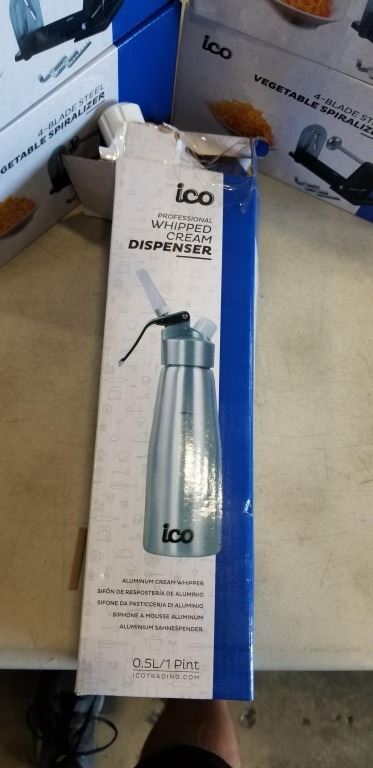 4-BLADE STEEL
VEGETABLE SPIRALIZER
ico
4-BLADE STEEL
VEGETABLE SPIRALIZER
ico
PROFESSIONAL
WHIPPED
CREAM
DISPENSER
ico
ALUMINUM CREAM WHIPPER
SIFÓN DE RESPOSTERÍA DE ALUMINIO
SIFONE DA PASTICCERIA DI ALUMINIO
SIPHONE A MOUSSE ALUMINUM
ALUMINIUM SAHNESPENDER
0.5L/1 Pint
ICOTRADING.COM